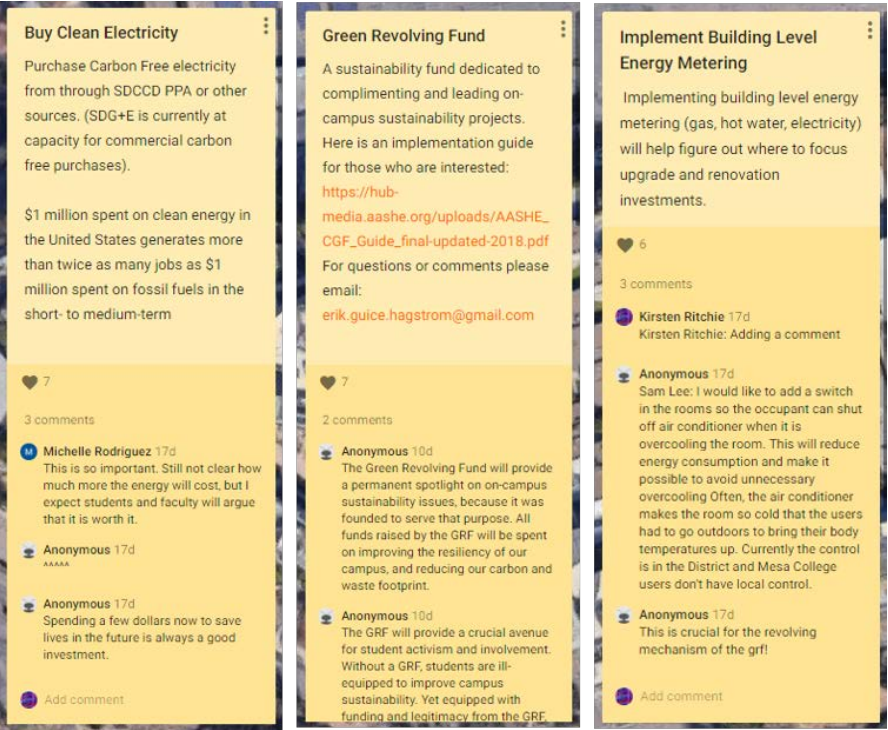 Buy Clean Electricity
Purchase Carbon Free electricity
from through SDCCD PPA or other
sources. (SDG+E is currently at
capacity for commercial carbon
free purchases).
$1 million spent on clean energy in
the United States generates more
than twice as many jobs as $1
million spent on fossil fuels in the
short- to medium-term
7
3 comments
M
Michelle Rodriguez 17d
This is so important. Still not clear how
much more the energy will cost, but I
expect students and faculty will argue
that it is worth it.
Anonymous 17d
^^^^^
Anonymous 17d
Spending a few dollars now to save
lives in the future is always a good
investment.
Add comment
Green Revolving Fund
A sustainability fund dedicated to
complimenting and leading on-
campus sustainability projects.
Here is an implementation guide
for those who are interested:
https://hub-
media.aashe.org/uploads/AASHE_
CGF_Guide_final-updated-2018.pdf
For questions or comments please
email:
erik.guice.hagstrom@gmail.com
7
2 comments
Anonymous 10d
The Green Revolving Fund will provide
a permanent spotlight on on-campus
sustainability issues, because it was
founded to serve that purpose. All
funds raised by the GRF will be spent
on improving the resiliency of our
campus, and reducing our carbon and
waste footprint.
Anonymous 10d
The GRF will provide a crucial avenue
for student activism and involvement.
Without a GRF, students are ill-
equipped to improve campus
sustainability. Yet equipped with
funding and legitimacy from the GRF,
Implement Building Level
Energy Metering
Implementing building level energy
metering (gas, hot water, electricity)
will help figure out where to focus
upgrade and renovation
investments.
6
3 comments
Kirsten Ritchie 17d
Kirsten Ritchie: Adding a comment
Anonymous 17d
Sam Lee: I would like to add a switch
in the rooms so the occupant can shut
off air conditioner when it is
overcooling the room. This will reduce
energy consumption and make it
possible to avoid unnecessary
overcooling Often, the air conditioner
makes the room so cold that the users
had to go outdoors to bring their body
temperatures up. Currently the control
is in the District and Mesa College
users don't have local control.
Anonymous 17d
This is crucial for the revolving
mechanism of the grf!
Add comment